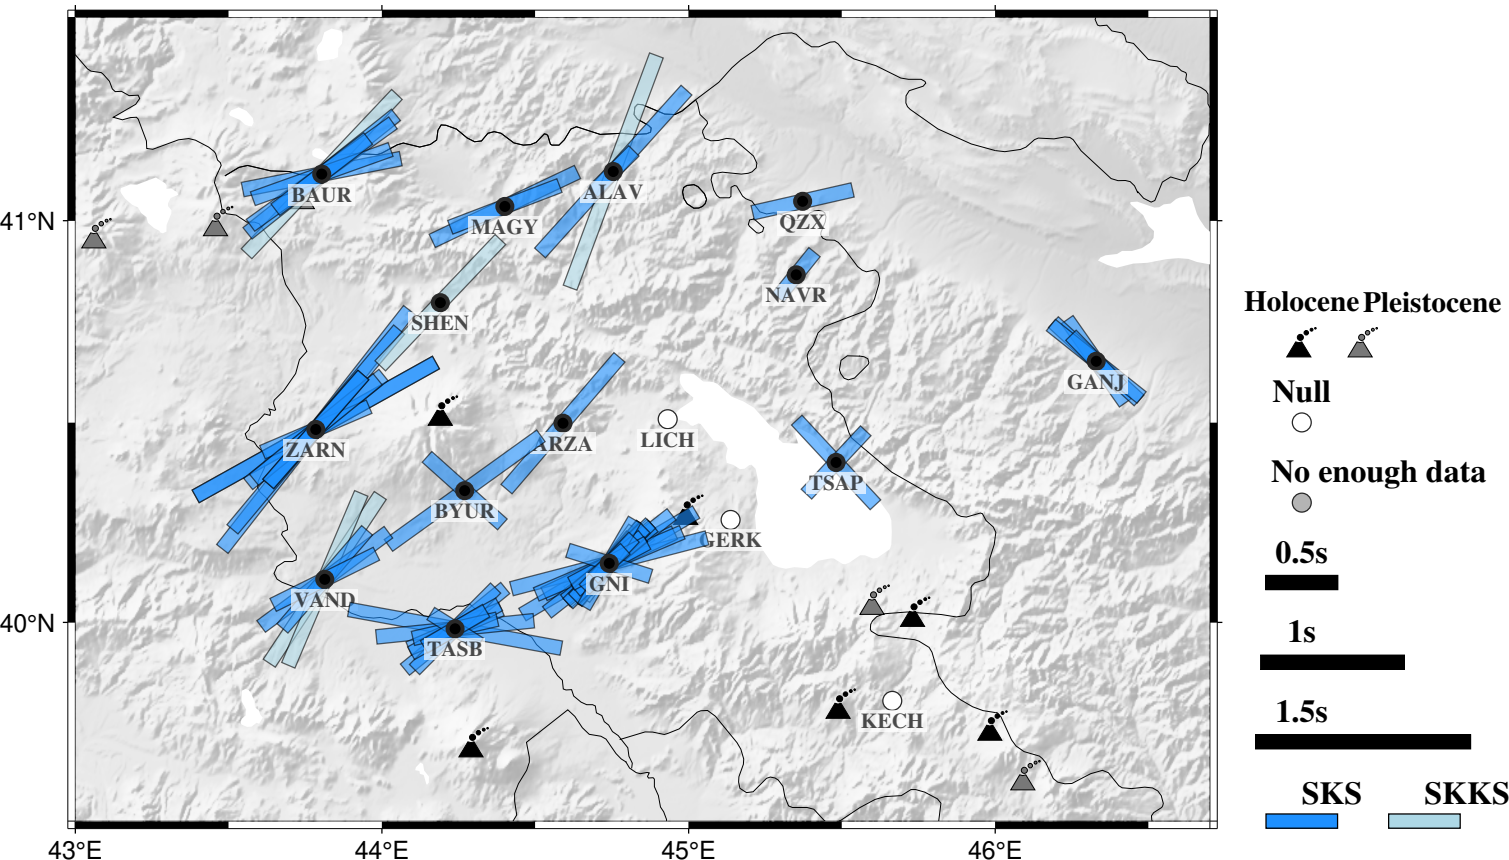 BAUR
ALAV
MAGY
QZX
41°N
NAVR
SHEN
GANJ
ZARN
ARZA
LICH
TSAP
BYUR
GERK
GNI
VAND
40°N
TASB
KECH
43°E
44°E
45°E
46°E
Holocene Pleistocene
Null
No enough data
0.5s
1s
1.5s
SKS SKKS